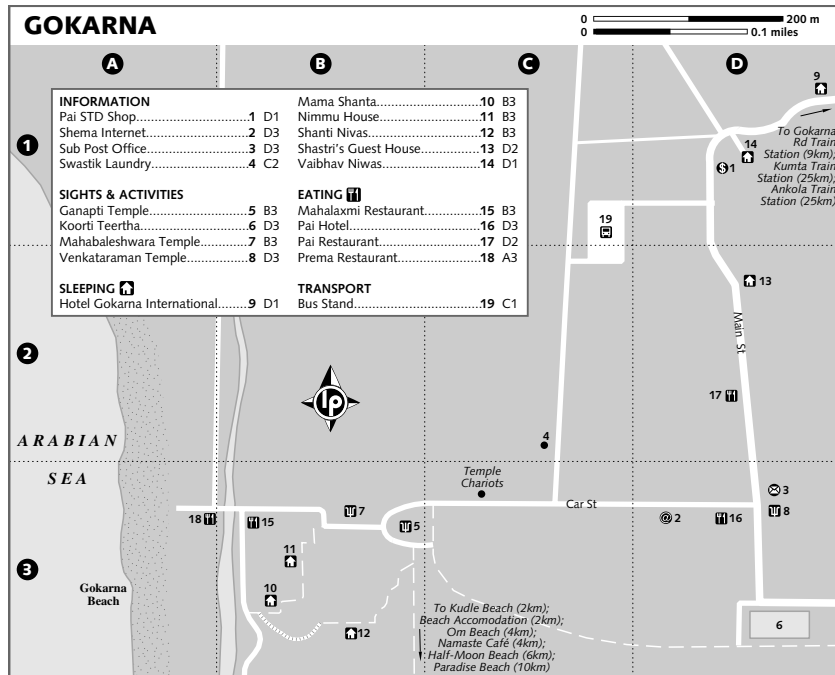 GOKARNA
0 200 m
0 0.1 miles
A B C D
1
2
3
INFORMATION
Pai STD Shop 1 D1
Shema Internet 2 D3
Sub Post Office 3 D3
Swastik Laundry 4 C2
SIGHTS & ACTIVITIES
Ganapti Temple 5 B3
Koorti Teertha 6 D3
Mahabaleshwara Temple 7 B3
Venkataraman Temple 8 D3
SLEEPING
Hotel Gokarna International 9 D1
Mama Shanta 10 B3
Nimmu House 11 B3
Shanti Nivas 12 B3
Shastri's Guest House 13 D2
Vaibhav Niwas 14 D1
EATING
Mahalaxmi Restaurant 15 B3
Pai Hotel 16 D3
Pai Restaurant 17 D2
Prema Restaurant 18 A3
TRANSPORT
Bus Stand 19 C1
9
To Gokarna
Rd Train
Station (9km);
Kumta Train
Station (25km);
Ankola Train
Station (25km)
14
$ 1
19
13
Main St
17
lp
4
ARABIAN
SEA
Temple
Chariots
3
Car St
18
15
7
5
@ 2
16
8
11
10
12
Gokarna
Beach
To Kudle Beach (2km);
Beach Accomodation (2km);
Om Beach (4km);
Namaste Café (4km);
Half-Moon Beach (6km);
Paradise Beach (10km)
6